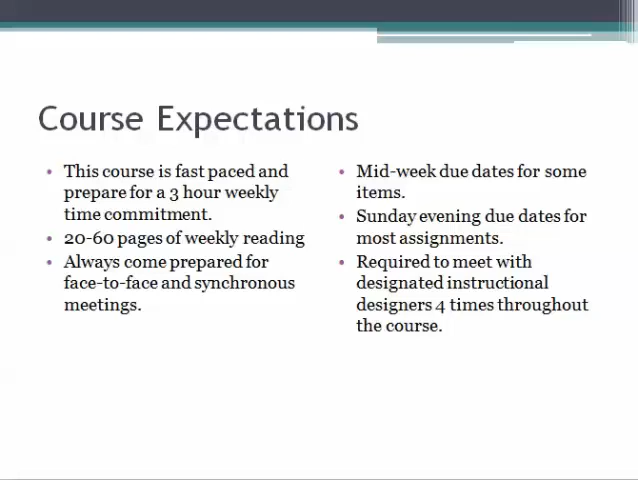 Course Expectations
• This course is fast paced and
prepare for a 3 hour weekly
time commitment.
• 20-60 pages of weekly reading
• Always come prepared for
face-to-face and synchronous
meetings.
• Mid-week due dates for some
items.
• Sunday evening due dates for
most assignments.
• Required to meet with
designated instructional
designers 4 times throughout
the course.